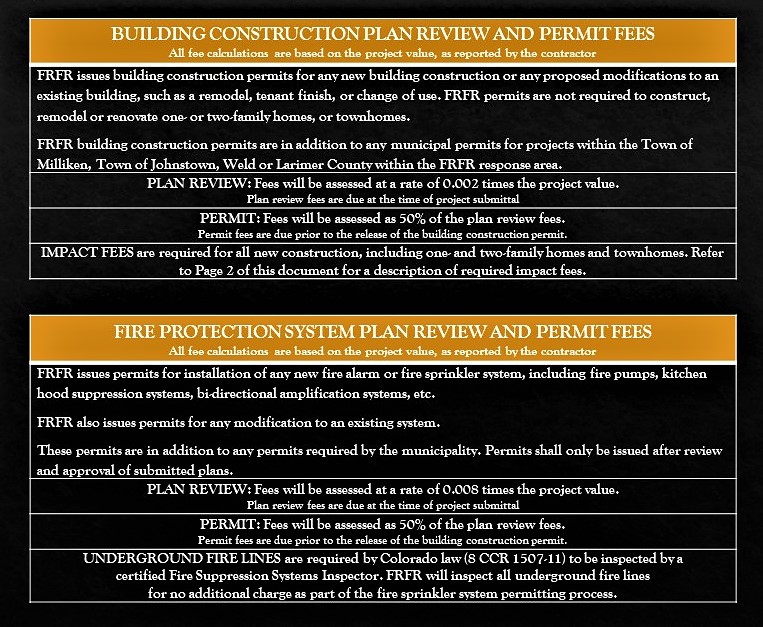 BUILDING CONSTRUCTION PLAN REVIEW AND PERMIT FEES
All fee calculations are based on the project value, as reported by the contractor
FRFR issues building construction permits for any new building construction or any proposed modifications to an
existing building, such as a remodel, tenant finish, or change of use. FRFR permits are not required to construct,
remodel or renovate one- or two-family homes, or townhomes.
FRFR building construction permits are in addition to any municipal permits for projects within the Town of
Milliken, Town of Johnstown, Weld or Larimer County within the FRFR response area.
PLAN REVIEW: Fees will be assessed at a rate of 0.002 times the project value.
Plan review fees are due at the time of project submittal
PERMIT: Fees will be assessed as 50% of the plan review fees.
Permit fees are due prior to the release of the building construction permit.
IMPACT FEES are required for all new construction, including one- and two-family homes and townhomes. Refer
to Page 2 of this document for a description of required impact fees.
FIRE PROTECTION SYSTEM PLAN REVIEW AND PERMIT FEES
All fee calculations are based on the project value, as reported by the contractor
FRFR issues permits for installation of any new fire alarm or fire sprinkler system, including fire pumps, kitchen
hood suppression systems, bi-directional amplification systems, etc.
FRFR also issues permits for any modification to an existing system.
These permits are in addition to any permits required by the municipality. Permits shall only be issued after review
and approval of submitted plans.
PLAN REVIEW: Fees will be assessed at a rate of 0.008 times the project value.
Plan review fees are due at the time of project submittal
PERMIT: Fees will be assessed as 50% of the plan review fees.
Permit fees are due prior to the release of the building construction permit.
UNDERGROUND FIRE LINES are required by Colorado law (8 CCR 1507-11) to be inspected by a
certified Fire Suppression Systems Inspector. FRFR will inspect all underground fire lines
for no additional charge as part of the fire sprinkler system permitting process.